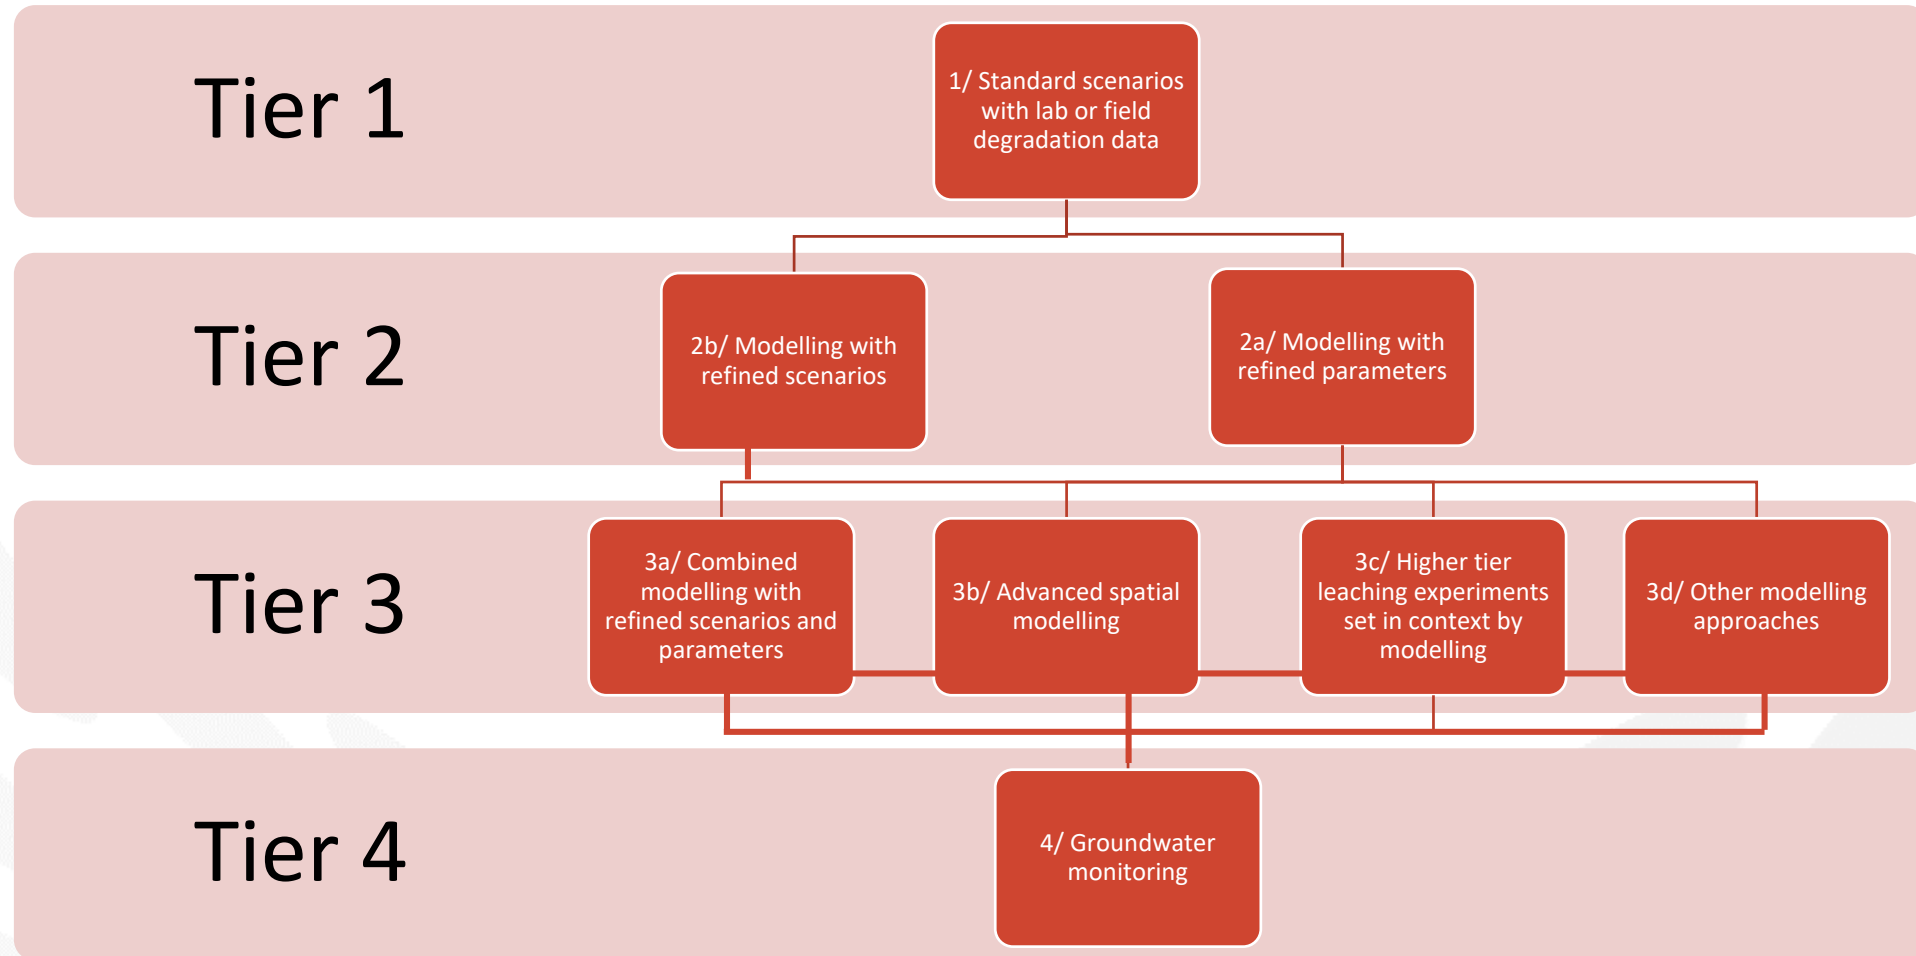 Tier 1
1/ Standard scenarios
with lab or field
degradation data
Tier 2
2b/ Modelling with
refined scenarios
2a/ Modelling with
refined parameters
Tier 3
3a/ Combined
modelling with
refined scenarios and
parameters
3b/ Advanced spatial
modelling
3c/ Higher tier
leaching experiments
set in context by
modelling
3d/ Other modelling
approaches
Tier 4
4/ Groundwater
monitoring